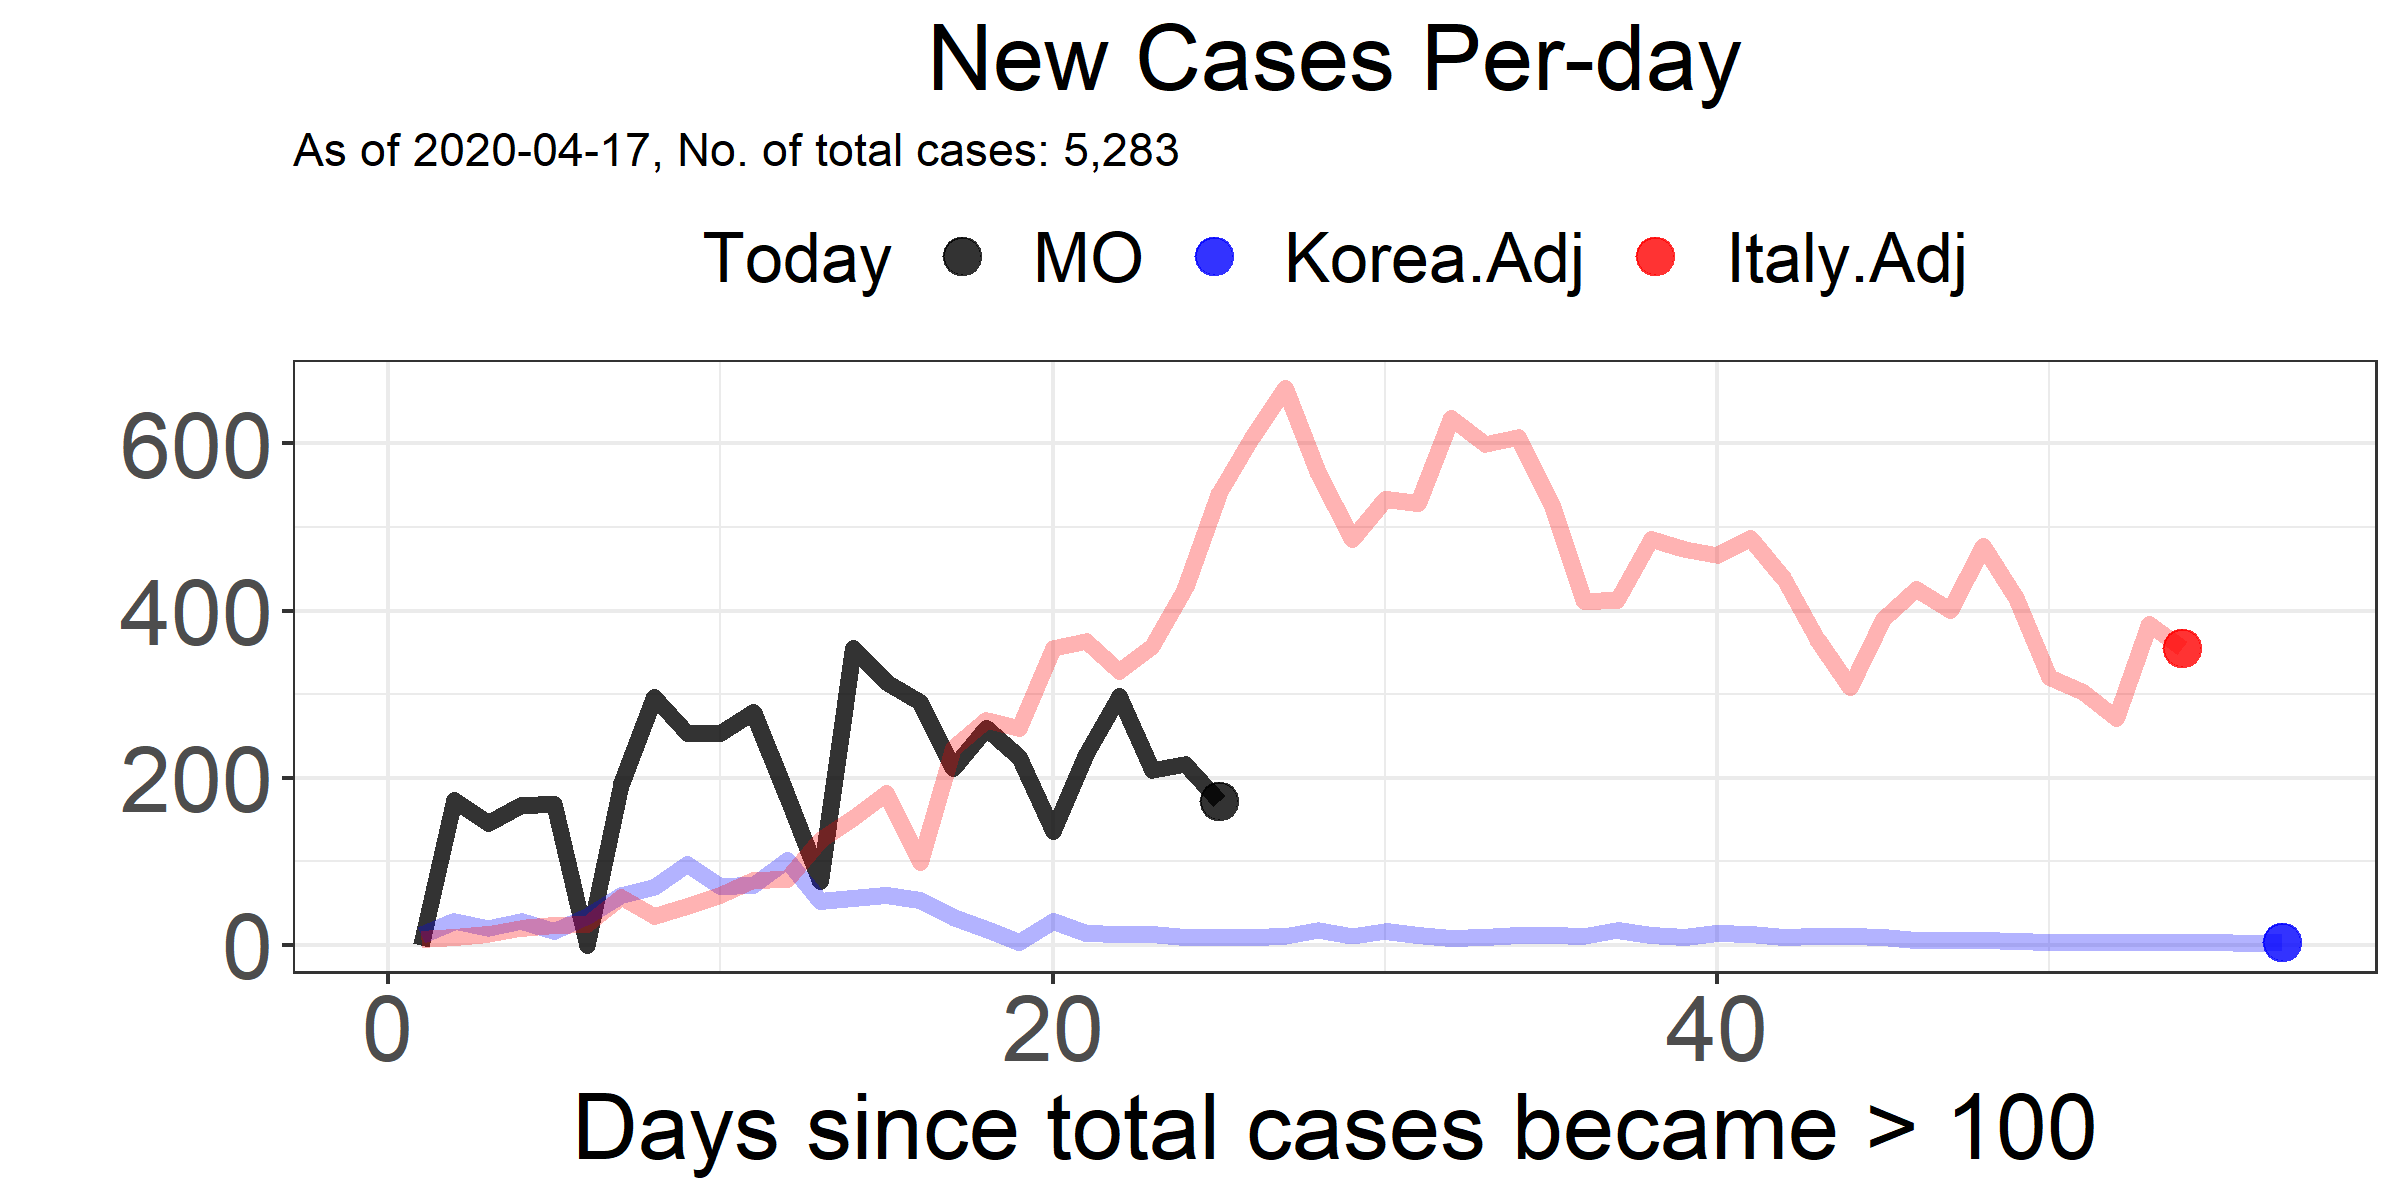 New Cases Per-day
As of 2020-04-17, No. of total cases: 5,283
Today MO Korea.Adj Italy.Adj
600
400
200
0
0 20 40
Days since total cases became > 100